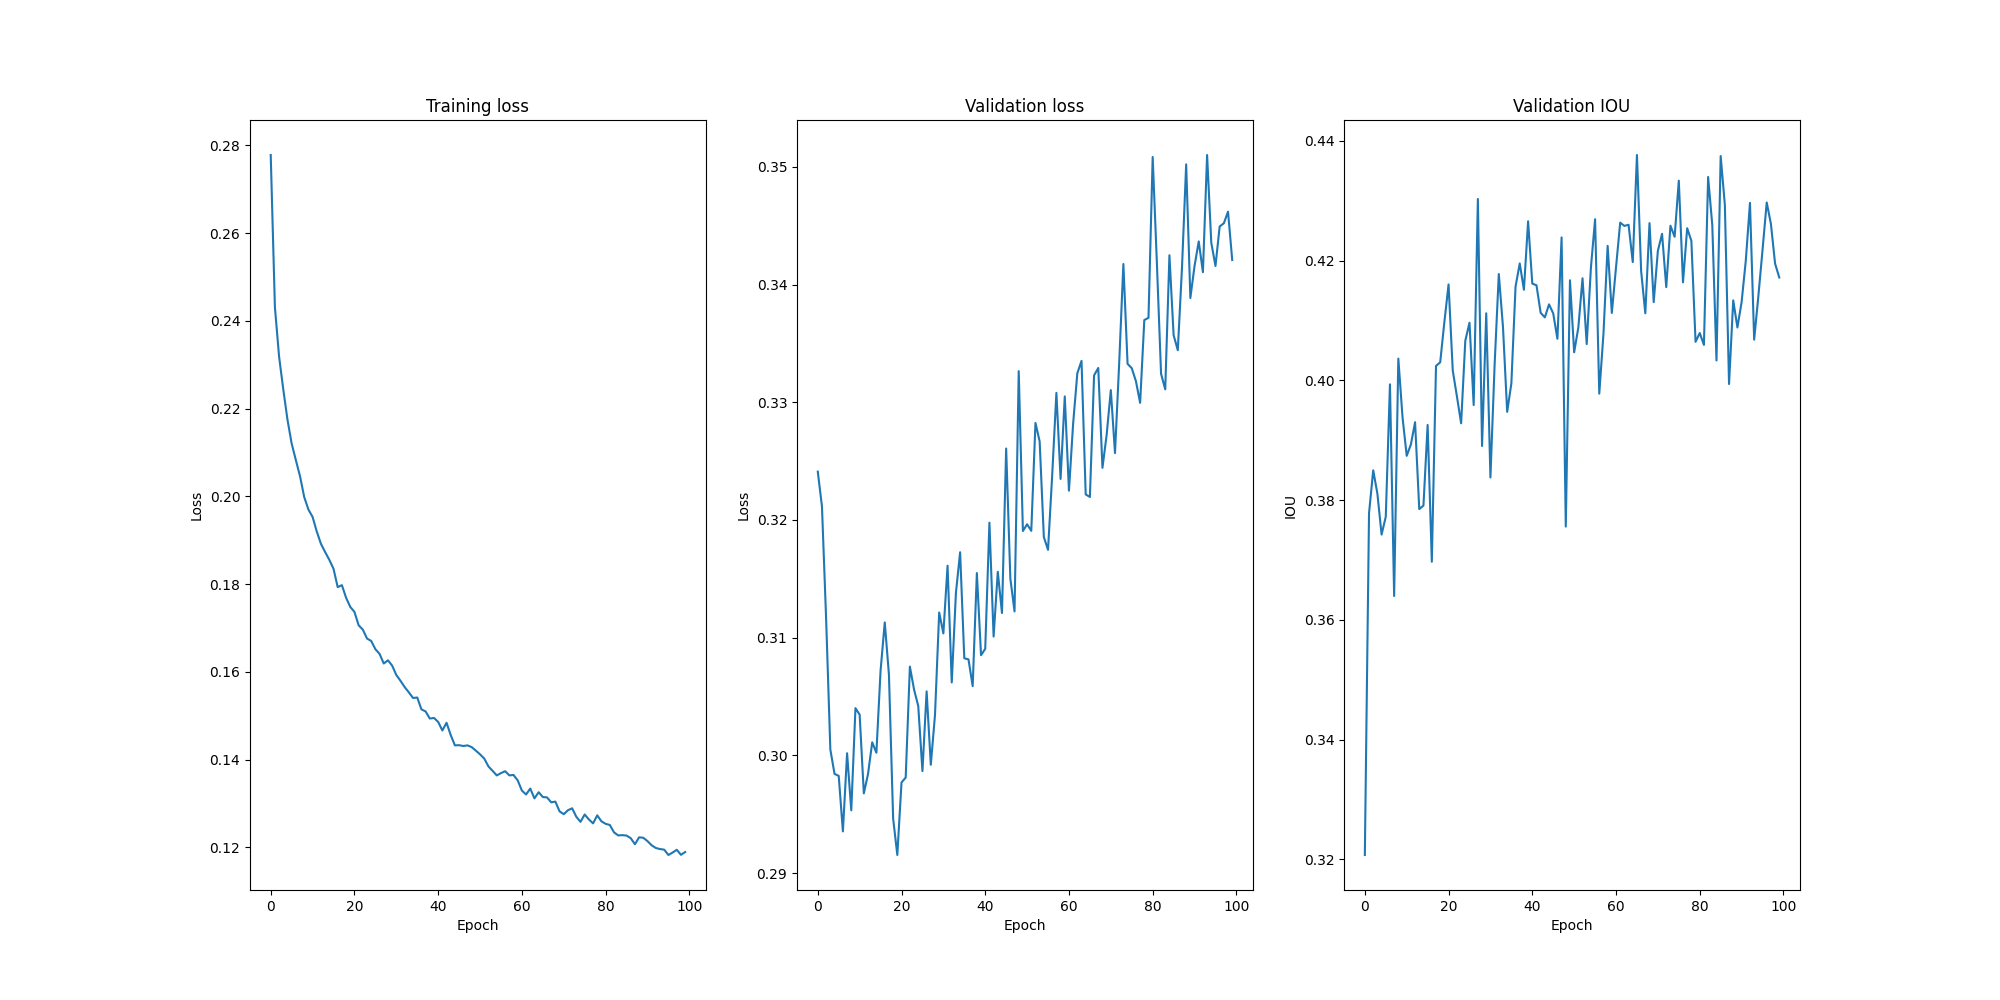 Training loss
0.28
0.26
0.24
0.22
0.20
0.18
0.16
0.14
0.12
Loss
0 20 40 60 80 100
Epoch
Validation loss
0.35
0.34
0.33
0.32
0.31
0.30
0.29
Loss
0 20 40 60 80 100
Epoch
Validation IOU
0.44
0.42
0.40
0.38
0.36
0.34
0.32
IOU
0 20 40 60 80 100
Epoch